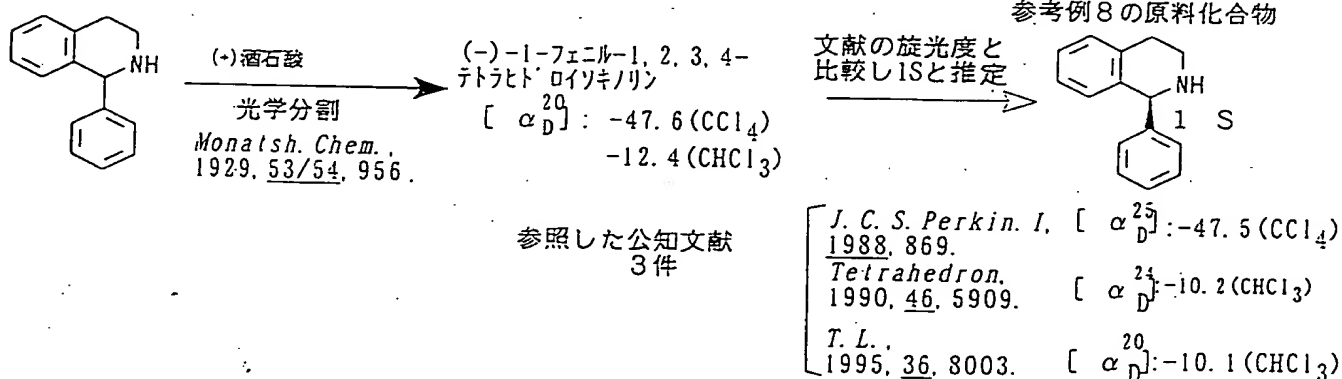 参考例8の原料化合物
NH
(+)酒石酸
光学分割
Monatsh. Chem.,
1929, 53/54, 956.
(-)-1-フェニル-1, 2, 3, 4-
テトラヒドロイソキノリン
[ α 20 D ] : -47. 6 (CCl4)
-12. 4 (CHCl3)
文献の旋光度と
比較し1Sと推定
NH
1 S
参照した公知文献
3件
J. C. S. Perkin. I, [ α 25 D ] :-47. 5 (CCl4)
1988, 869.
Tetrahedron, [ α 24 D ]:-10. 2 (CHCl3)
1990, 46, 5909.
T. L., [ α 20 D ]:-10. 1 (CHCl3)
1995, 36, 8003.